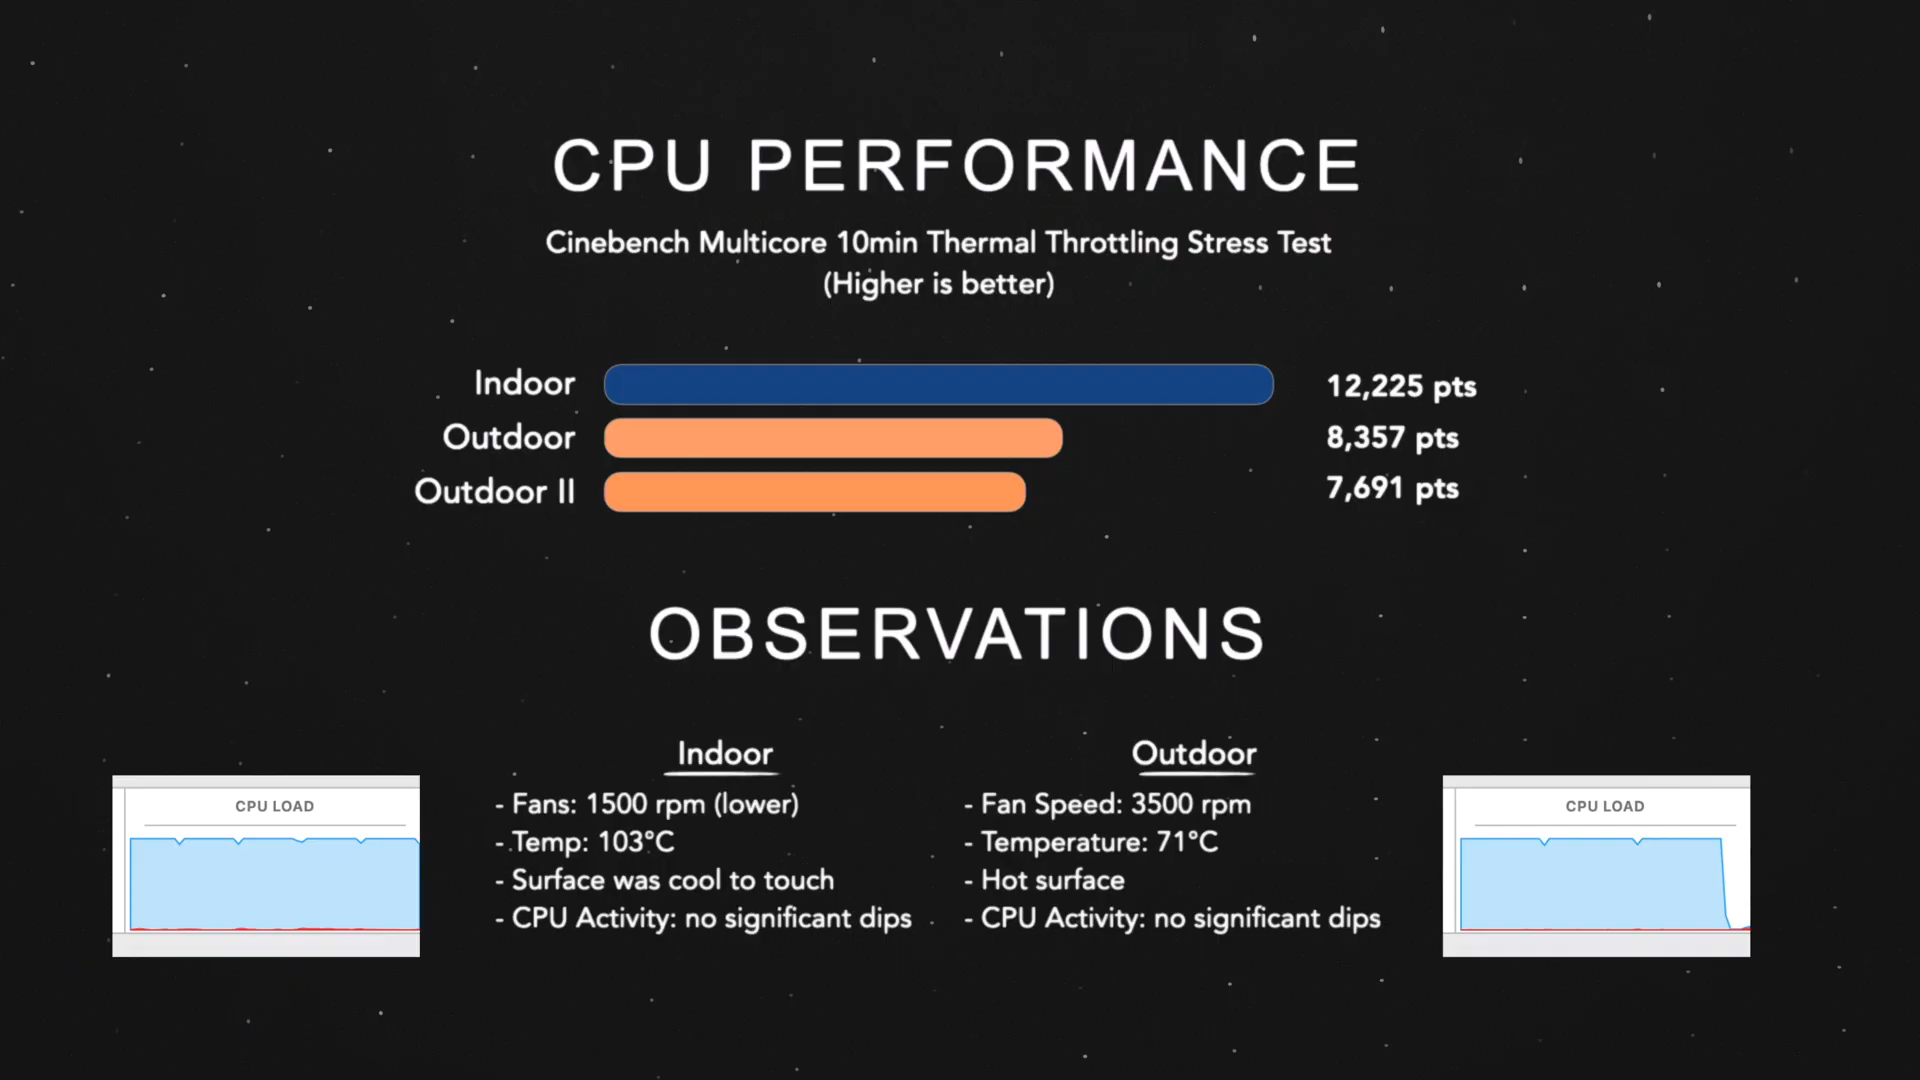 CPU PERFORMANCE
Cinebench Multicore 10min Thermal Throttling Stress Test
(Higher is better)
Indoor 12,225 pts
Outdoor 8,357 pts
Outdoor II 7,691 pts
OBSERVATIONS
Indoor
- Fans: 1500 rpm (lower)
- Temp: 103°C
- Surface was cool to touch
- CPU Activity: no significant dips
Outdoor
- Fan Speed: 3500 rpm
- Temperature: 71°C
- Hot surface
- CPU Activity: no significant dips
CPU LOAD
CPU LOAD